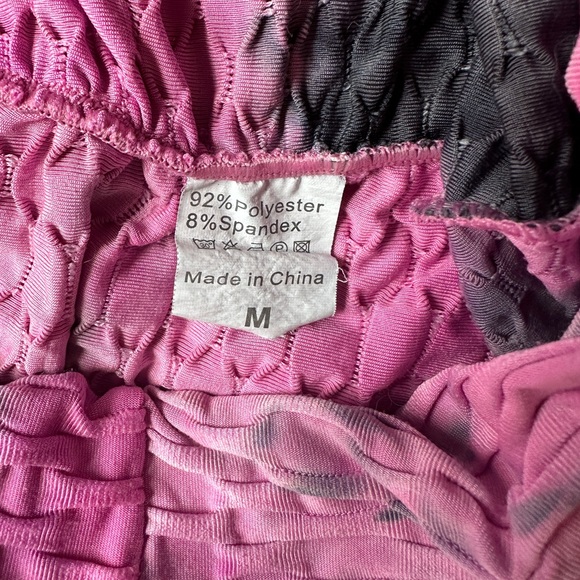 92%Polyester
8%Spandex
Made in China
M